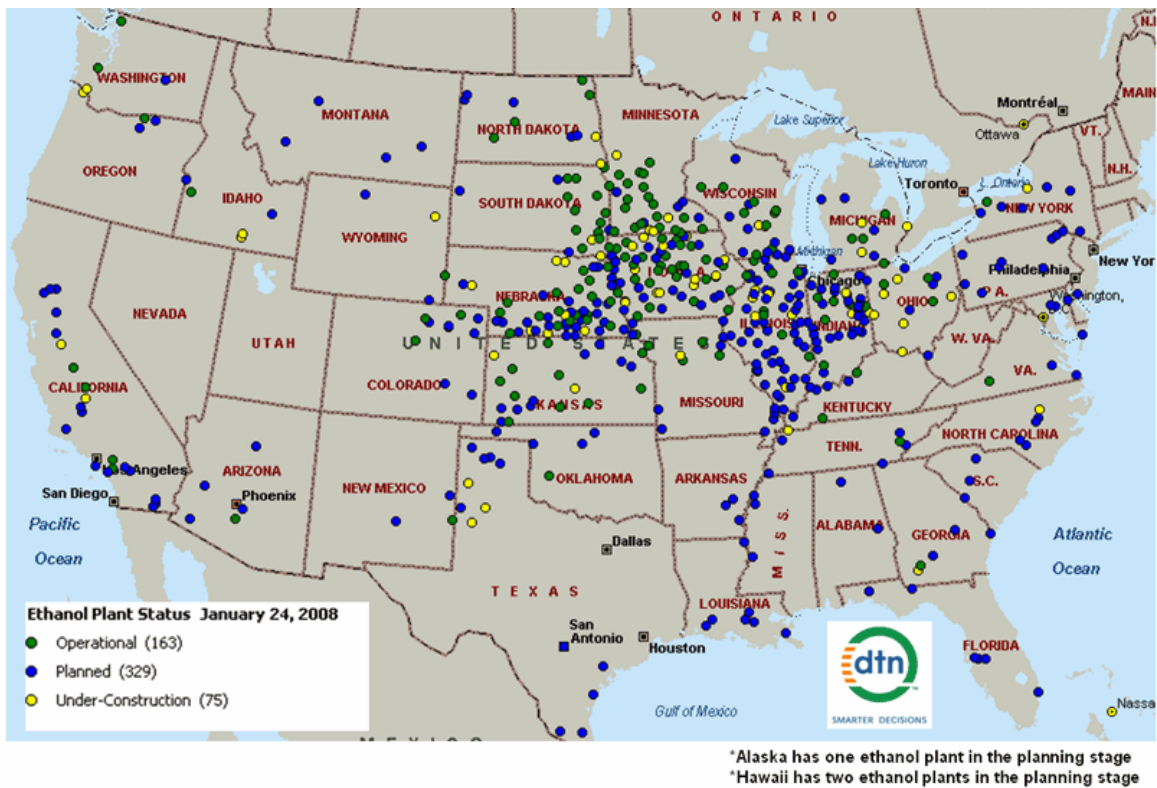 ONTARIO
N.I
WASHINGTON
MONTANA
NORTH DAKOTA
MINNESOTA
Lake Superior
Montréal
MAIN
Ottawa
VT.
OREGON
IDAHO
SOUTH DAKOTA
WISCONSIN
Lake Huron
Toronto
L. Ontario
N.H.
WYOMING
MICHIGAN
NEW YORK
Michigan
New Yor
IOWA
Chicago
Philadelphia
NEVADA
NEBRASKA
OHIO
P A.
Washington,
UTAH
UNITED STATES
ILLINOIS
INDIANA
W. VA.
CALIFORNIA
COLORADO
KANSAS
MISSOURI
KENTUCKY
VA.
Los Angeles
ARIZONA
NEW MEXICO
OKLAHOMA
ARKANSAS
TENN.
NORTH CAROLINA
San Diego
Phoenix
S.C.
Pacific
Ocean
Dallas
MISS.
ALABAMA
GEORGIA
Atlantic
Ocean
TEXAS
LOUISIANA
San
Antonio
Houston
FLORIDA
Gulf of Mexico
Nassa
MEXICO
Ethanol Plant Status January 24, 2008
Operational (163)
Planned (329)
Under-Construction (75)
dtn
™
SMARTER DECISIONS
*Alaska has one ethanol plant in the planning stage
*Hawaii has two ethanol plants in the planning stage